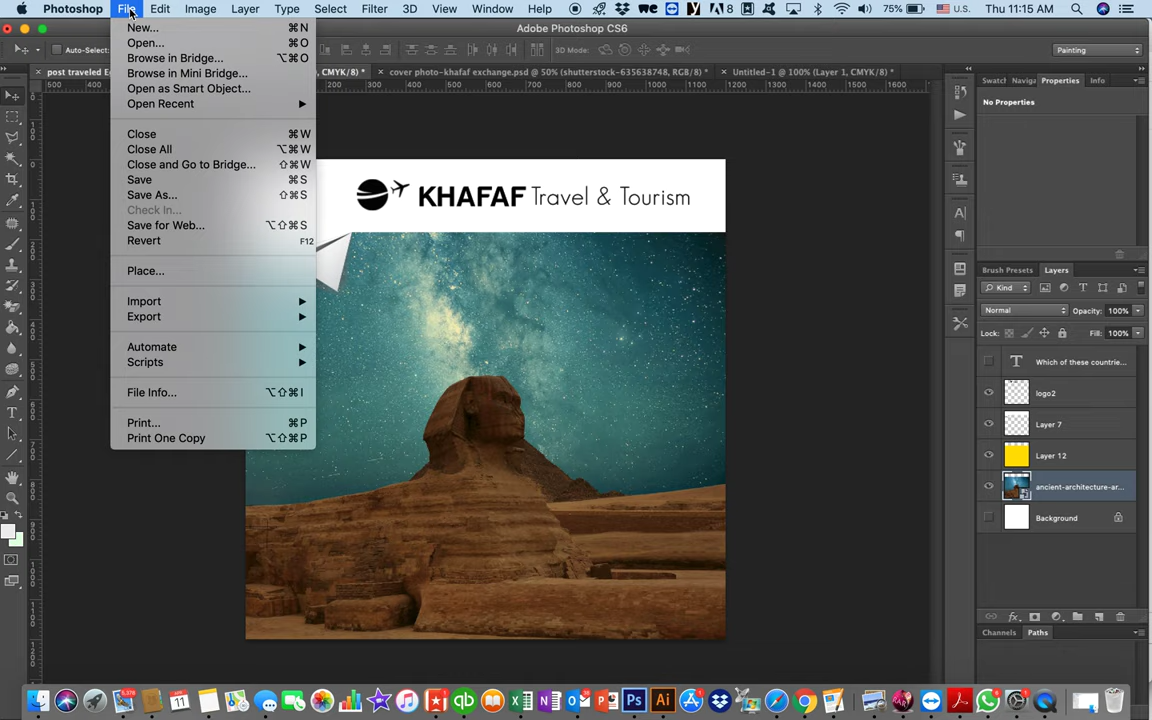 Photoshop File Edit Image Layer Type Select Filter 3D View Window Help 75% U.S. Thu 11:15 AM
Adobe Photoshop CS6
Auto-Select: 3D Mode: Painting
post traveled E , CMYK/8) * cover photo-khafaf exchange.psd @ 50% (shutterstock-635638748, RGB/8) * Untitled-1 @ 100% (Layer 1, CMYK/8) *
500 400 300 400 500 600 700 800 900 1000 1100 1200 1300 1400 1500 1600
New... ⌘N
Open... ⌘O
Browse in Bridge... ⌥⌘O
Browse in Mini Bridge...
Open as Smart Object...
Open Recent
Close ⌘W
Close All ⌥⌘W
Close and Go to Bridge... ⇧⌘W
Save ⌘S
Save As... ⇧⌘S
Check In...
Save for Web... ⌥⇧⌘S
Revert F12
Place...
Import
Export
Automate
Scripts
File Info... ⌥⇧⌘I
Print... ⌘P
Print One Copy ⌥⇧⌘P
KHAFAF Travel & Tourism
Swatch Naviga Properties Info
No Properties
Brush Presets Layers
Kind
Normal Opacity: 100%
Lock: Fill: 100%
Which of these countrie...
logo2
Layer 7
Layer 12
ancient-architecture-ar...
Background
Channels Paths